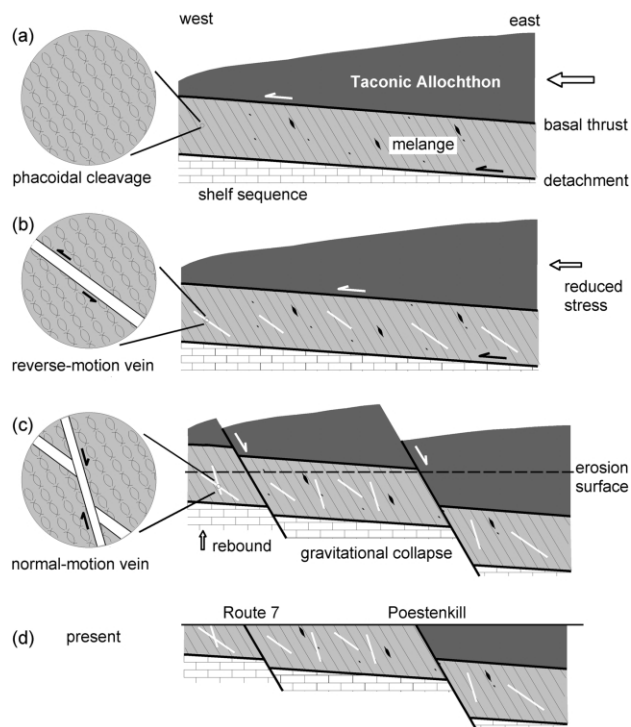 west
east
(a)
Taconic Allochthon
basal thrust
melange
phacoidal cleavage
shelf sequence
detachment
(b)
reduced
stress
reverse-motion vein
(c)
erosion
surface
rebound
gravitational collapse
normal-motion vein
Route 7
Poestenkill
(d)
present